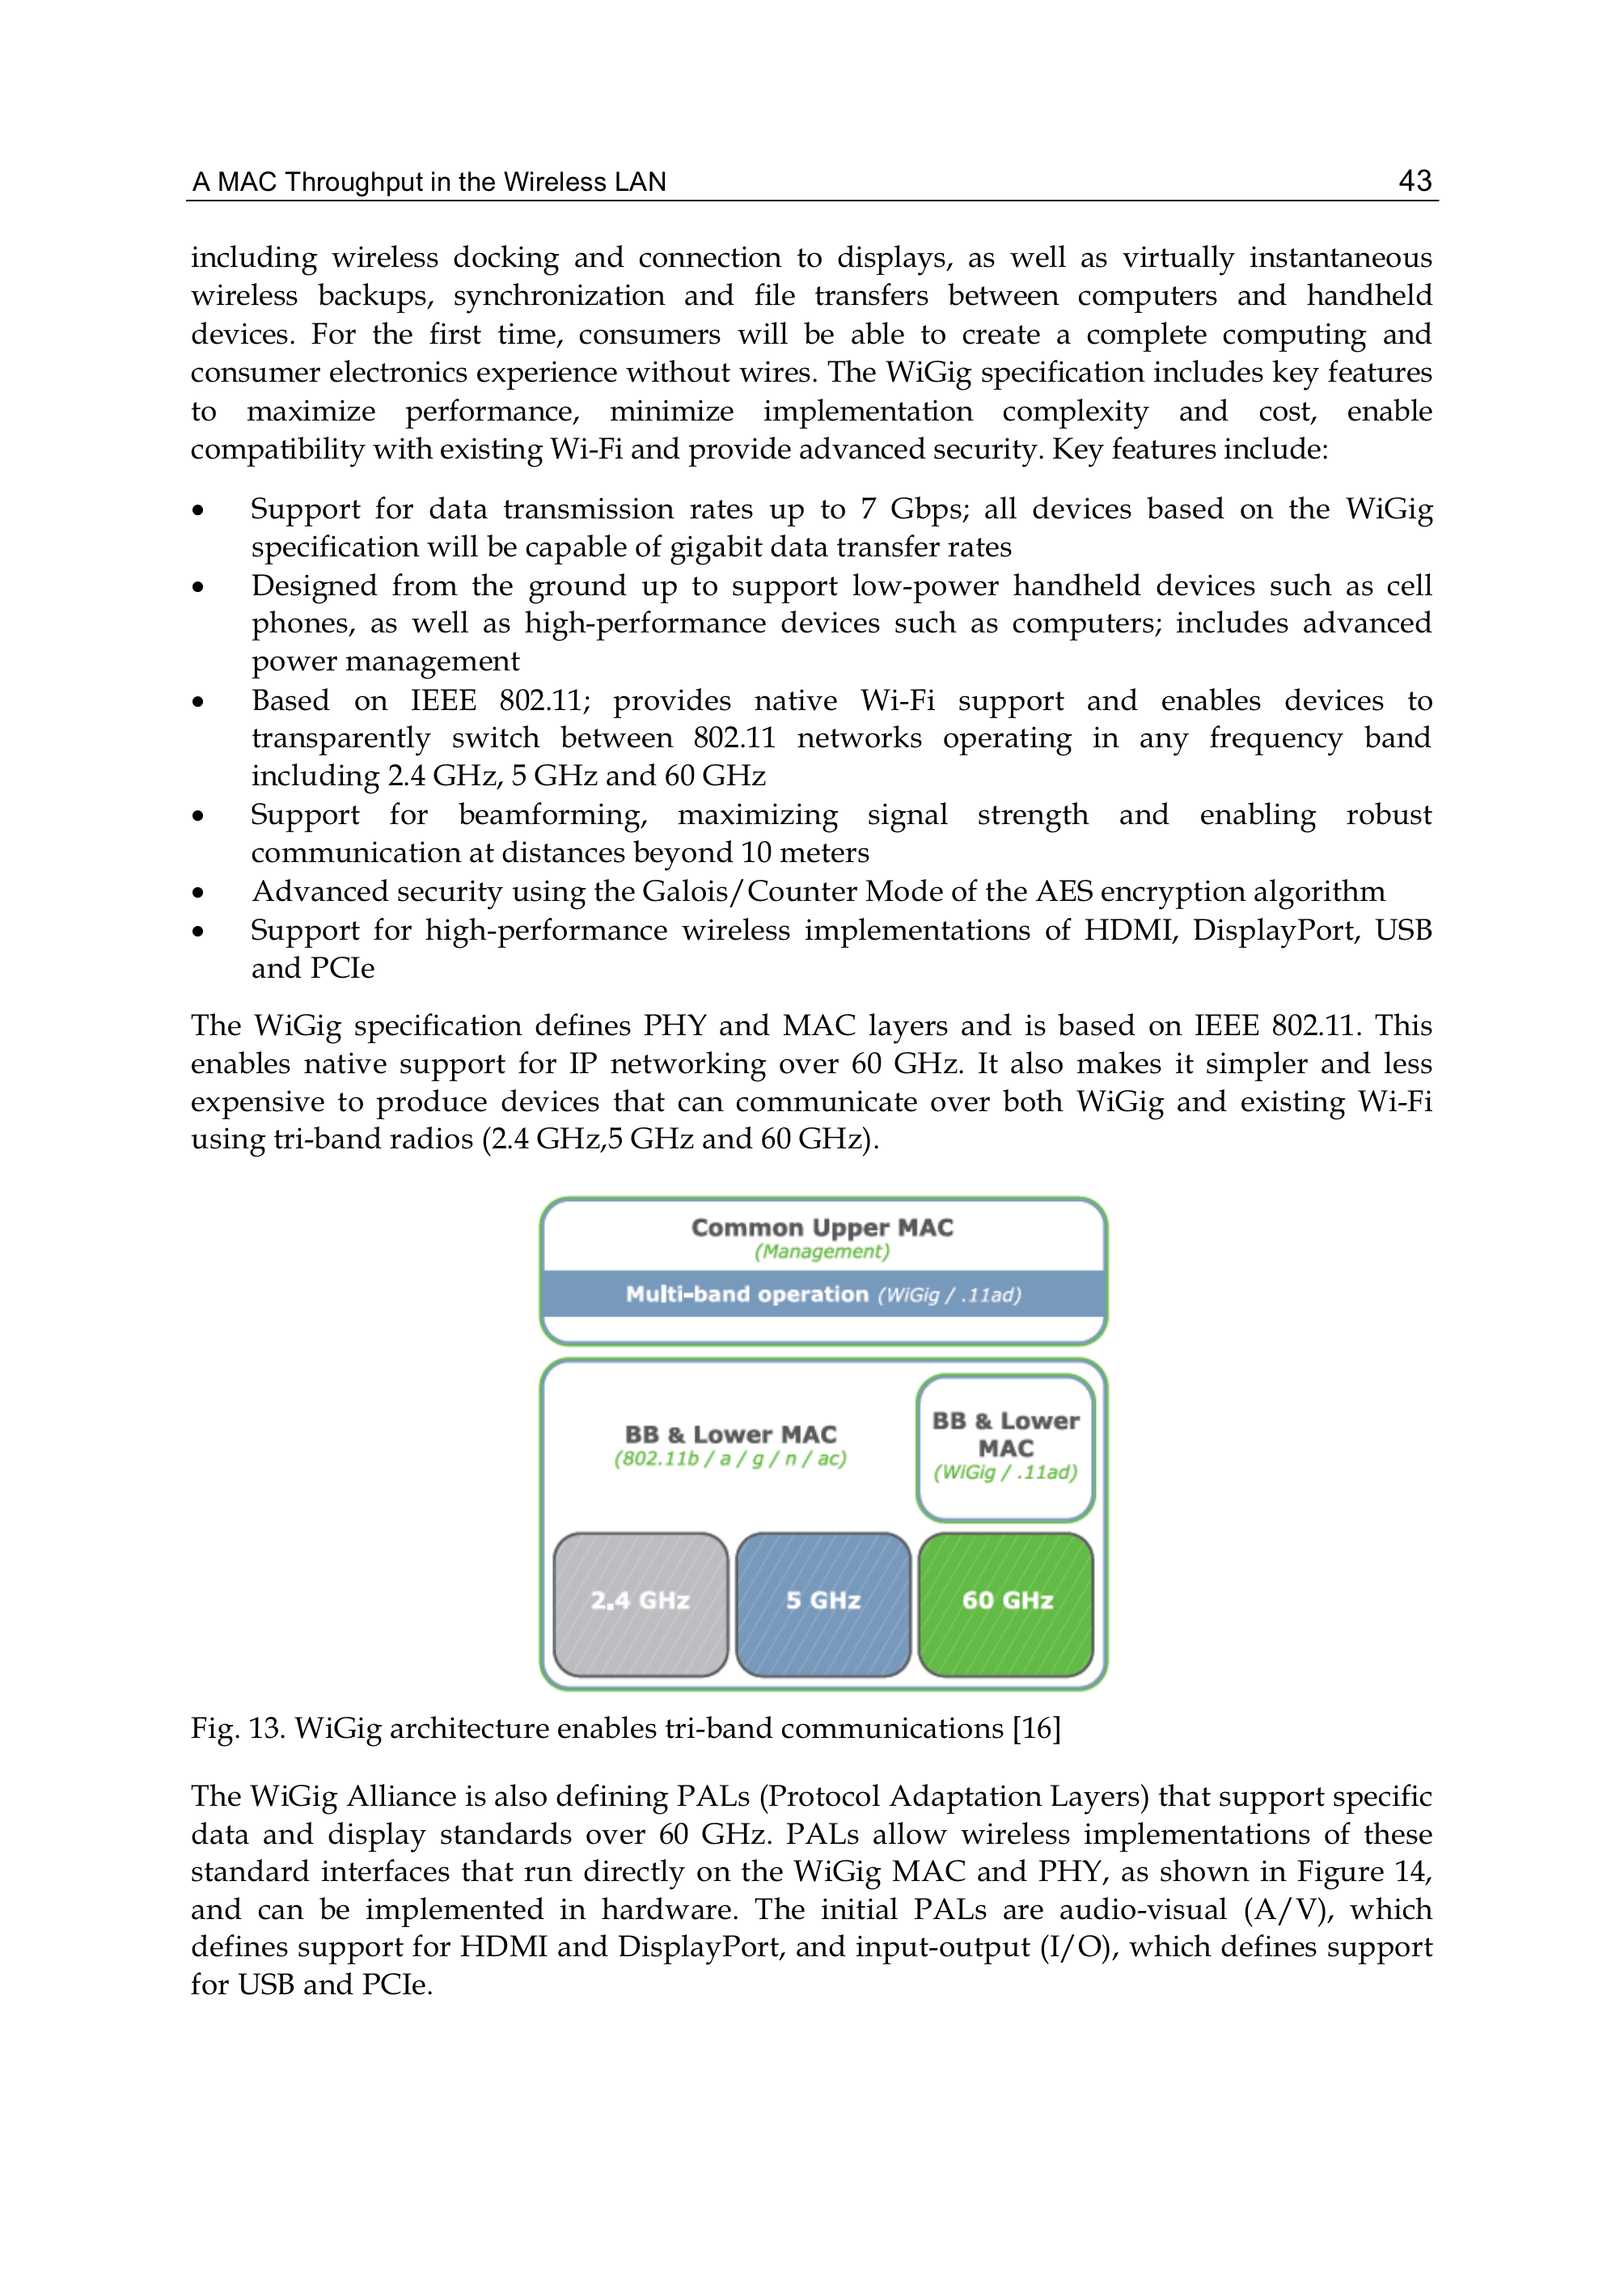 A MAC Throughput in the Wireless LAN 43
including wireless docking and connection to displays, as well as virtually instantaneous
wireless backups, synchronization and file transfers between computers and handheld
devices. For the first time, consumers will be able to create a complete computing and
consumer electronics experience without wires. The WiGig specification includes key features
to maximize performance, minimize implementation complexity and cost, enable
compatibility with existing Wi-Fi and provide advanced security. Key features include:
• Support for data transmission rates up to 7 Gbps; all devices based on the WiGig
specification will be capable of gigabit data transfer rates
• Designed from the ground up to support low-power handheld devices such as cell
phones, as well as high-performance devices such as computers; includes advanced
power management
• Based on IEEE 802.11; provides native Wi-Fi support and enables devices to
transparently switch between 802.11 networks operating in any frequency band
including 2.4 GHz, 5 GHz and 60 GHz
• Support for beamforming, maximizing signal strength and enabling robust
communication at distances beyond 10 meters
• Advanced security using the Galois/Counter Mode of the AES encryption algorithm
• Support for high-performance wireless implementations of HDMI, DisplayPort, USB
and PCIe
The WiGig specification defines PHY and MAC layers and is based on IEEE 802.11. This
enables native support for IP networking over 60 GHz. It also makes it simpler and less
expensive to produce devices that can communicate over both WiGig and existing Wi-Fi
using tri-band radios (2.4 GHz,5 GHz and 60 GHz).
Common Upper MAC
(Management)
Multi-band operation (WiGig / .11ad)
BB & Lower MAC
(802.11b / a / g / n / ac)
BB & Lower
MAC
(WiGig / .11ad)
2.4 GHz 5 GHz 60 GHz
Fig. 13. WiGig architecture enables tri-band communications [16]
The WiGig Alliance is also defining PALs (Protocol Adaptation Layers) that support specific
data and display standards over 60 GHz. PALs allow wireless implementations of these
standard interfaces that run directly on the WiGig MAC and PHY, as shown in Figure 14,
and can be implemented in hardware. The initial PALs are audio-visual (A/V), which
defines support for HDMI and DisplayPort, and input-output (I/O), which defines support
for USB and PCIe.